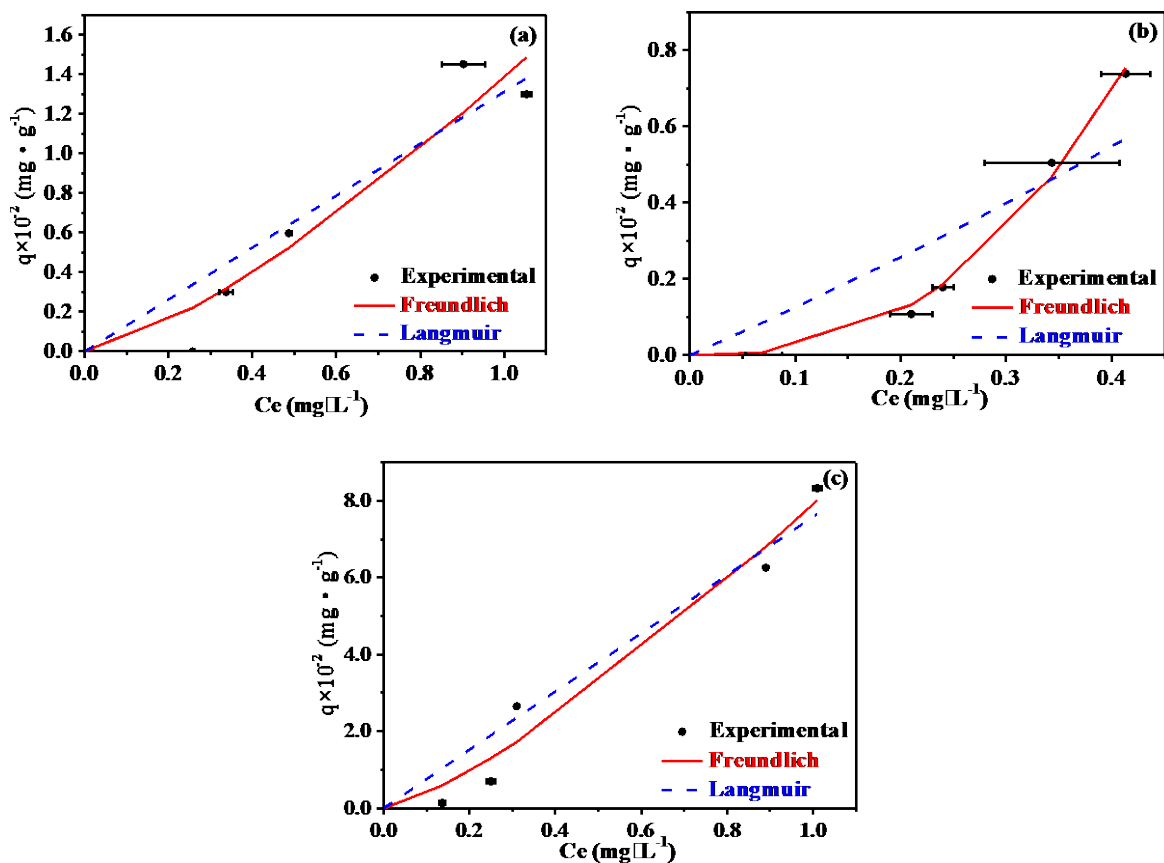 (a)
1.6
1.4
1.2
1.0
0.8
0.6
0.4
0.2
0.0
q×10⁻² (mg · g⁻¹)
Experimental
Freundlich
Langmuir
0.0 0.2 0.4 0.6 0.8 1.0
Ce (mg□L⁻¹)
(b)
0.8
0.6
0.4
0.2
0.0
q×10⁻² (mg · g⁻¹)
Experimental
Freundlich
Langmuir
0.0 0.1 0.2 0.3 0.4
Ce (mg□L⁻¹)
(c)
8.0
6.0
4.0
2.0
0.0
q×10⁻² (mg · g⁻¹)
Experimental
Freundlich
Langmuir
0.0 0.2 0.4 0.6 0.8 1.0
Ce (mg□L⁻¹)